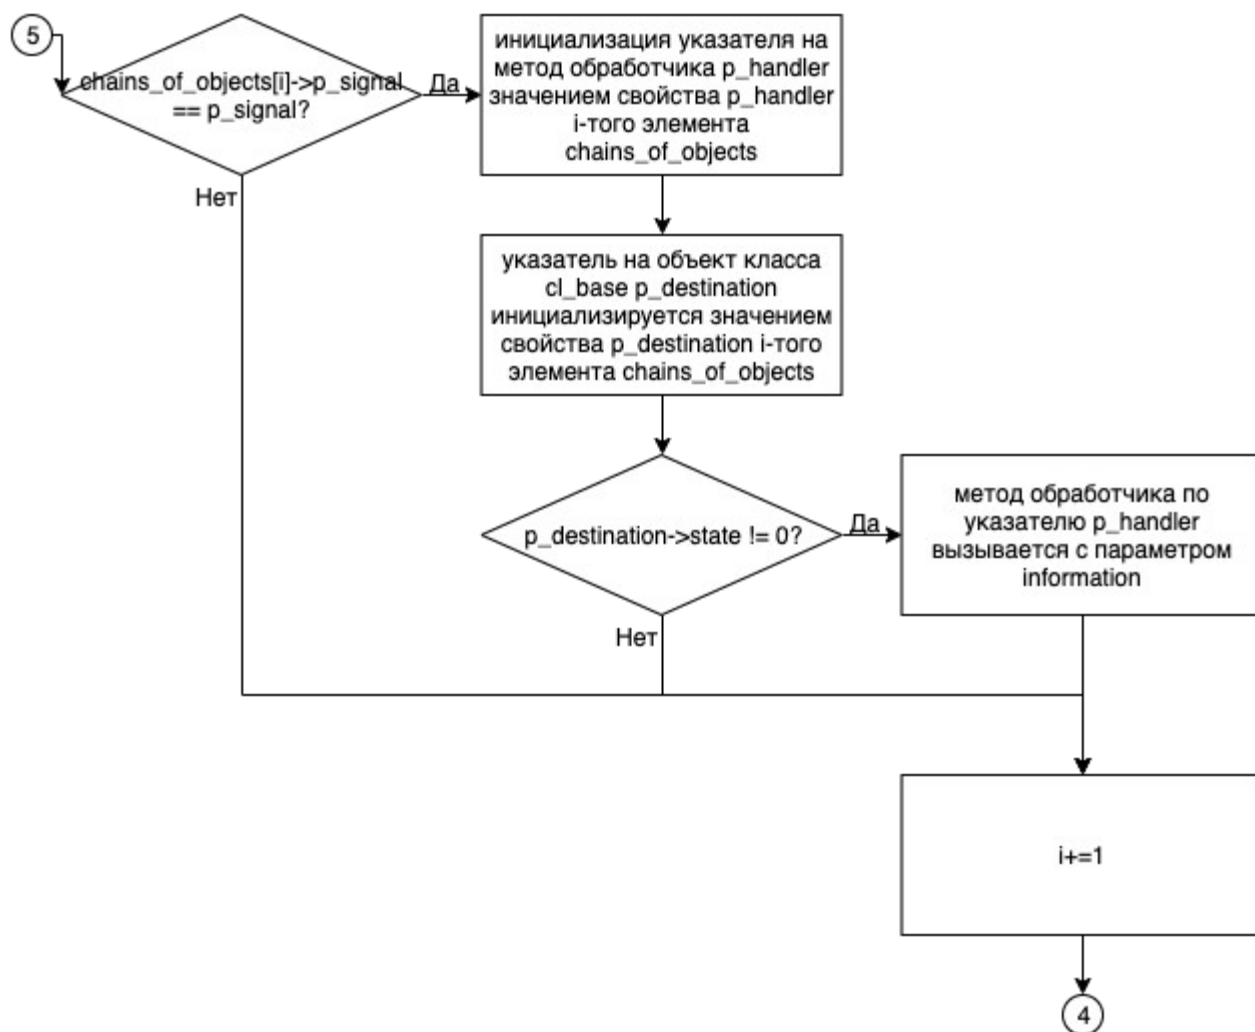 5
chains_of_objects[i]->p_signal
== p_signal?
Да
инициализация указателя на
метод обработчика p_handler
значением свойства p_handler
i-того элемента
chains_of_objects
Нет
указатель на объект класса
cl_base p_destination
инициализируется значением
свойства p_destination i-того
элемента chains_of_objects
p_destination->state != 0?
Да
метод обработчика по
указателю p_handler
вызывается с параметром
information
Нет
i+=1
4